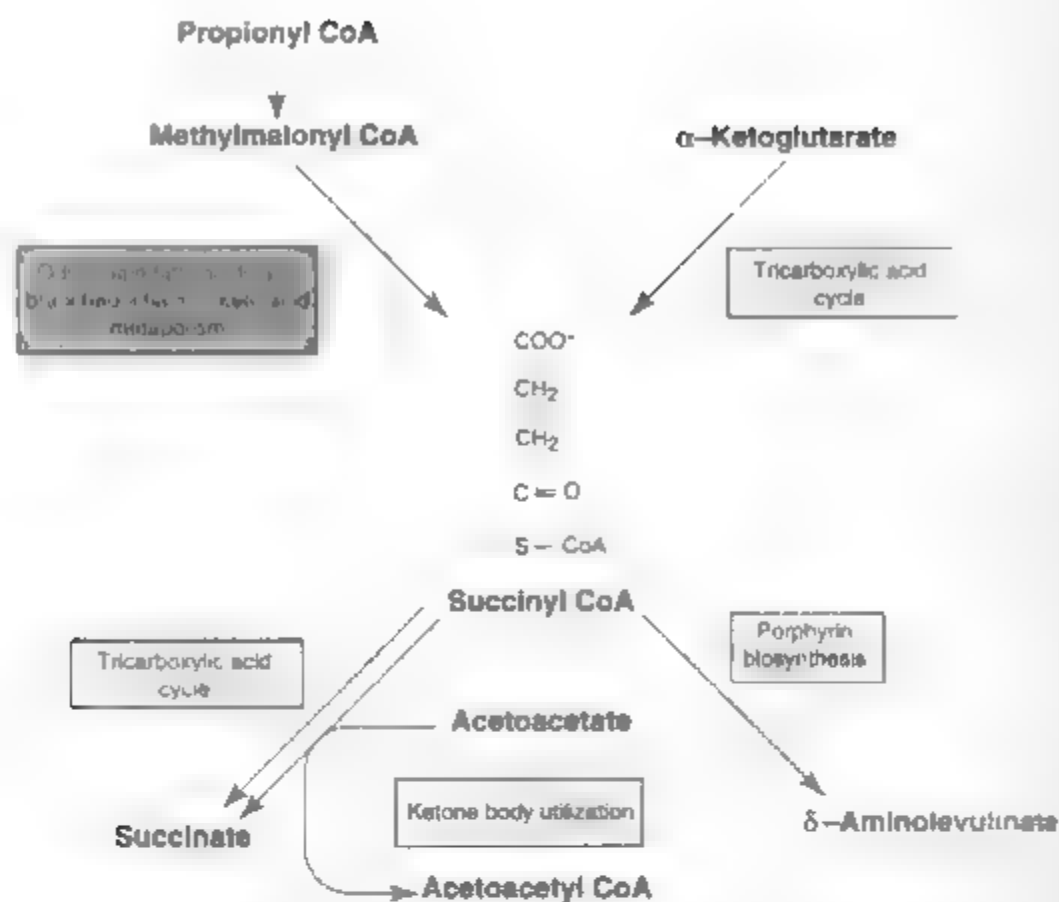 Propionyl CoA
Methylmalonyl CoA
α–Ketoglutarate
metabolism
Tricarboxylic acid
cycle
COO⁻
CH₂
CH₂
C = O
S – CoA
Succinyl CoA
Tricarboxylic acid
cycle
Porphyrin
biosynthesis
Acetoacetate
Ketone body utilization
Succinate
δ–Aminolevulinate
Acetoacetyl CoA